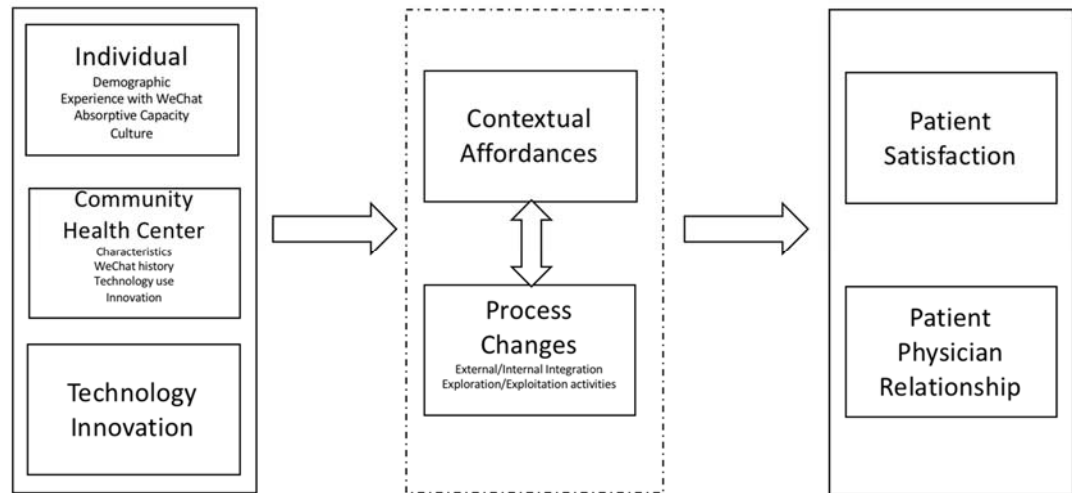 Individual
Demographic
Experience with WeChat
Absorptive Capacity
Culture
Community
Health Center
Characteristics
WeChat history
Technology use
Innovation
Technology
Innovation
Contextual
Affordances
Process
Changes
External/Internal Integration
Exploration/Exploitation activities
Patient
Satisfaction
Patient
Physician
Relationship